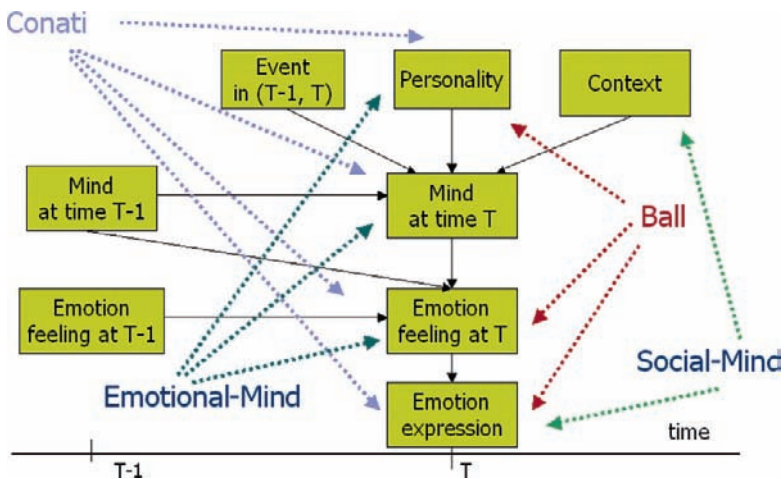 Conati
Event
in (T-1, T)
Personality
Context
Mind
at time T-1
Mind
at time T
Ball
Emotion
feeling at T-1
Emotion
feeling at T
Social-Mind
Emotional-Mind
Emotion
expression
time
T-1
T